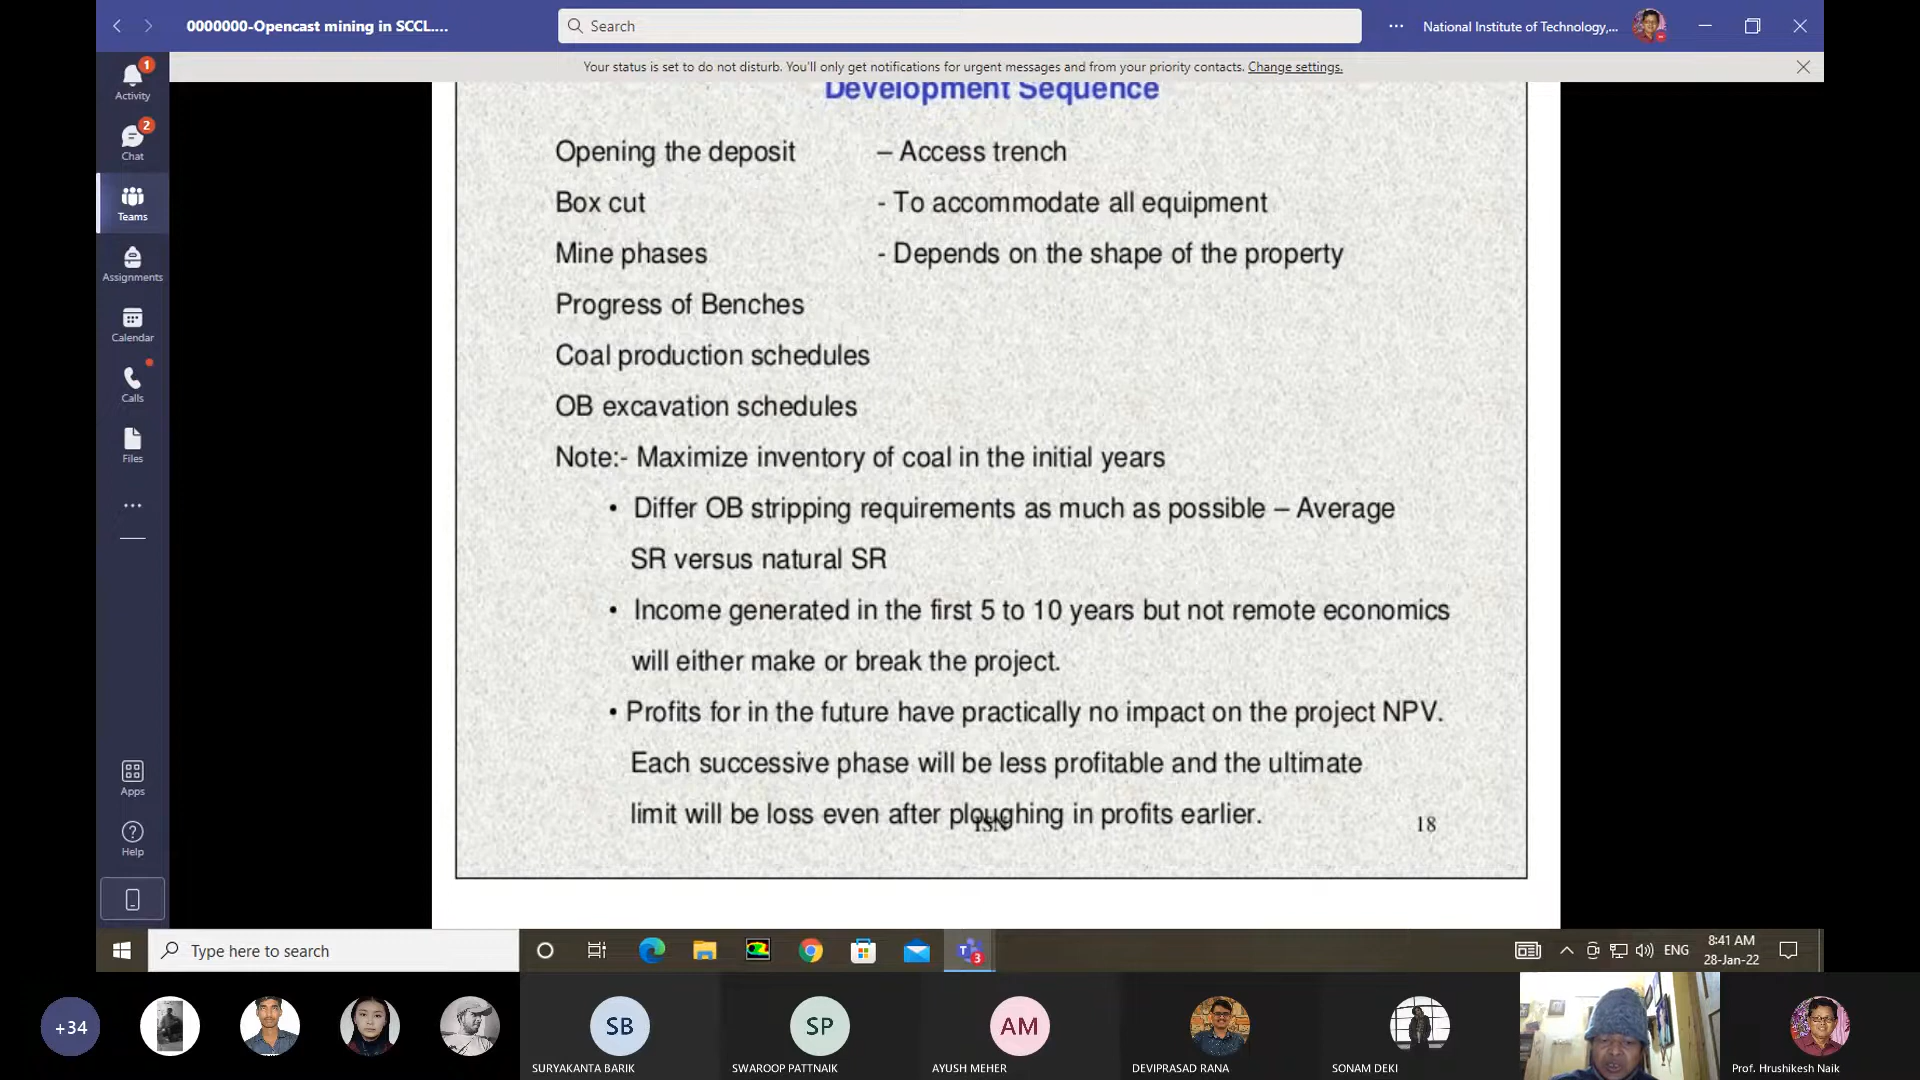 0000000-Opencast mining in SCCL....
Search
National Institute of Technology,...
Your status is set to do not disturb. You'll only get notifications for urgent messages and from your priority contacts. Change settings.
1
Activity
2
Chat
Teams
Assignments
Calendar
Calls
Files
Apps
Help
Development Sequence
Opening the deposit – Access trench
Box cut - To accommodate all equipment
Mine phases - Depends on the shape of the property
Progress of Benches
Coal production schedules
OB excavation schedules
Note:- Maximize inventory of coal in the initial years
• Differ OB stripping requirements as much as possible – Average
SR versus natural SR
• Income generated in the first 5 to 10 years but not remote economics
will either make or break the project.
• Profits for in the future have practically no impact on the project NPV.
Each successive phase will be less profitable and the ultimate
limit will be loss even after ploughing in profits earlier.
ISN 18
Type here to search
T 3
ENG
8:41 AM
28-Jan-22
+34
SB
SP
AM
SURYAKANTA BARIK
SWAROOP PATTNAIK
AYUSH MEHER
DEVIPRASAD RANA
SONAM DEKI
Prof. Hrushikesh Naik